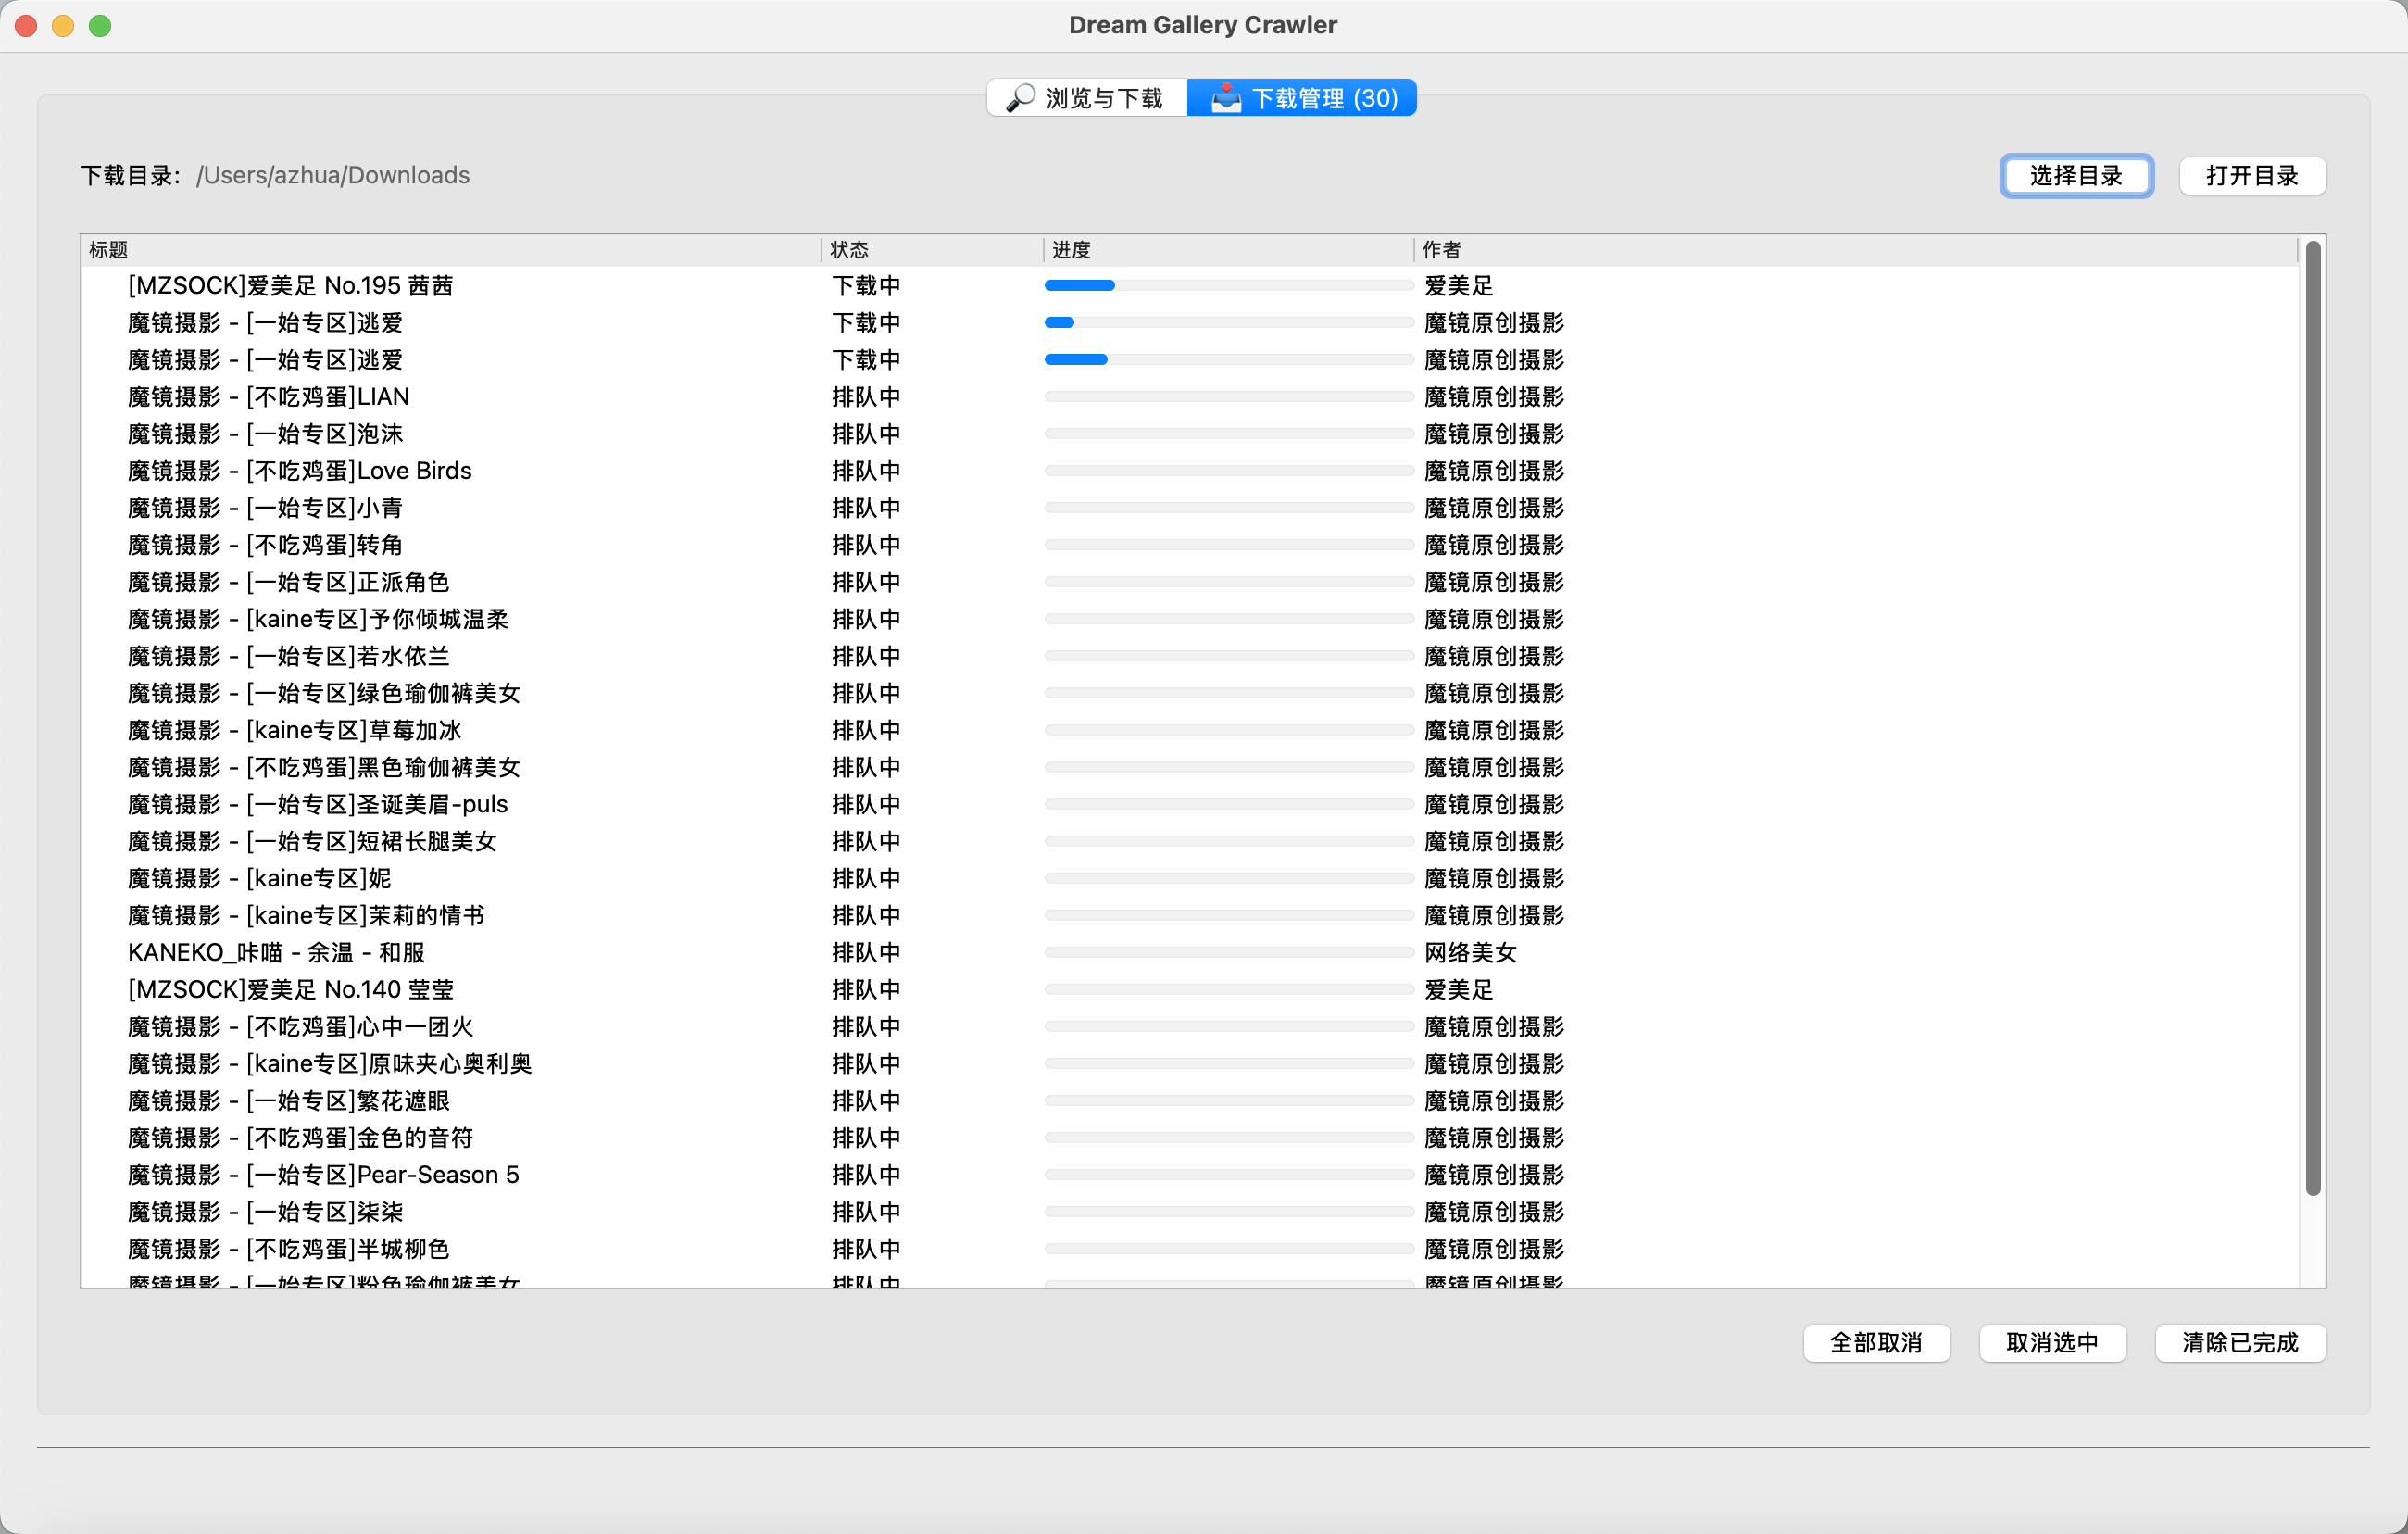 Dream Gallery Crawler
浏览与下载 下载管理 (30)
下载目录: /Users/azhua/Downloads 选择目录 打开目录
标题 状态 进度 作者
[MZSOCK]爱美足 No.195 茜茜 下载中 爱美足
魔镜摄影 - [一始专区]逃爱 下载中 魔镜原创摄影
魔镜摄影 - [一始专区]逃爱 下载中 魔镜原创摄影
魔镜摄影 - [不吃鸡蛋]LIAN 排队中 魔镜原创摄影
魔镜摄影 - [一始专区]泡沫 排队中 魔镜原创摄影
魔镜摄影 - [不吃鸡蛋]Love Birds 排队中 魔镜原创摄影
魔镜摄影 - [一始专区]小青 排队中 魔镜原创摄影
魔镜摄影 - [不吃鸡蛋]转角 排队中 魔镜原创摄影
魔镜摄影 - [一始专区]正派角色 排队中 魔镜原创摄影
魔镜摄影 - [kaine专区]予你倾城温柔 排队中 魔镜原创摄影
魔镜摄影 - [一始专区]若水依兰 排队中 魔镜原创摄影
魔镜摄影 - [一始专区]绿色瑜伽裤美女 排队中 魔镜原创摄影
魔镜摄影 - [kaine专区]草莓加冰 排队中 魔镜原创摄影
魔镜摄影 - [不吃鸡蛋]黑色瑜伽裤美女 排队中 魔镜原创摄影
魔镜摄影 - [一始专区]圣诞美眉-puls 排队中 魔镜原创摄影
魔镜摄影 - [一始专区]短裙长腿美女 排队中 魔镜原创摄影
魔镜摄影 - [kaine专区]妮 排队中 魔镜原创摄影
魔镜摄影 - [kaine专区]茉莉的情书 排队中 魔镜原创摄影
KANEKO_咔喵 - 余温 - 和服 排队中 网络美女
[MZSOCK]爱美足 No.140 莹莹 排队中 爱美足
魔镜摄影 - [不吃鸡蛋]心中一团火 排队中 魔镜原创摄影
魔镜摄影 - [kaine专区]原味夹心奥利奥 排队中 魔镜原创摄影
魔镜摄影 - [一始专区]繁花遮眼 排队中 魔镜原创摄影
魔镜摄影 - [不吃鸡蛋]金色的音符 排队中 魔镜原创摄影
魔镜摄影 - [一始专区]Pear-Season 5 排队中 魔镜原创摄影
魔镜摄影 - [一始专区]柒柒 排队中 魔镜原创摄影
魔镜摄影 - [不吃鸡蛋]半城柳色 排队中 魔镜原创摄影
魔镜摄影 - [一始专区]粉色瑜伽裤美女 排队中 魔镜原创摄影
全部取消 取消选中 清除已完成